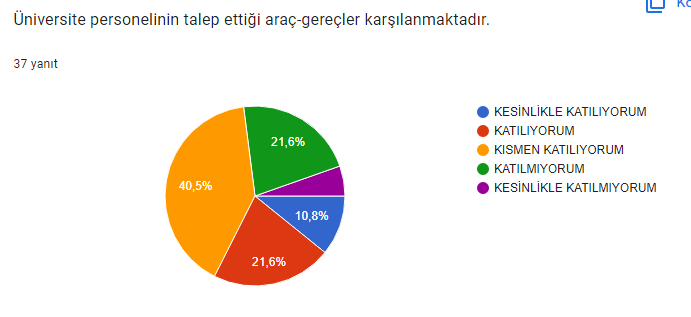 Üniversite personelinin talep ettiği araç-gereçler karşılanmaktadır.
37 yanıt
KESİNLİKLE KATILIYORUM
KATILIYORUM
KISMEN KATILIYORUM
KATILMIYORUM
KESİNLİKLE KATILMIYORUM
21,6%
40,5%
10,8%
21,6%